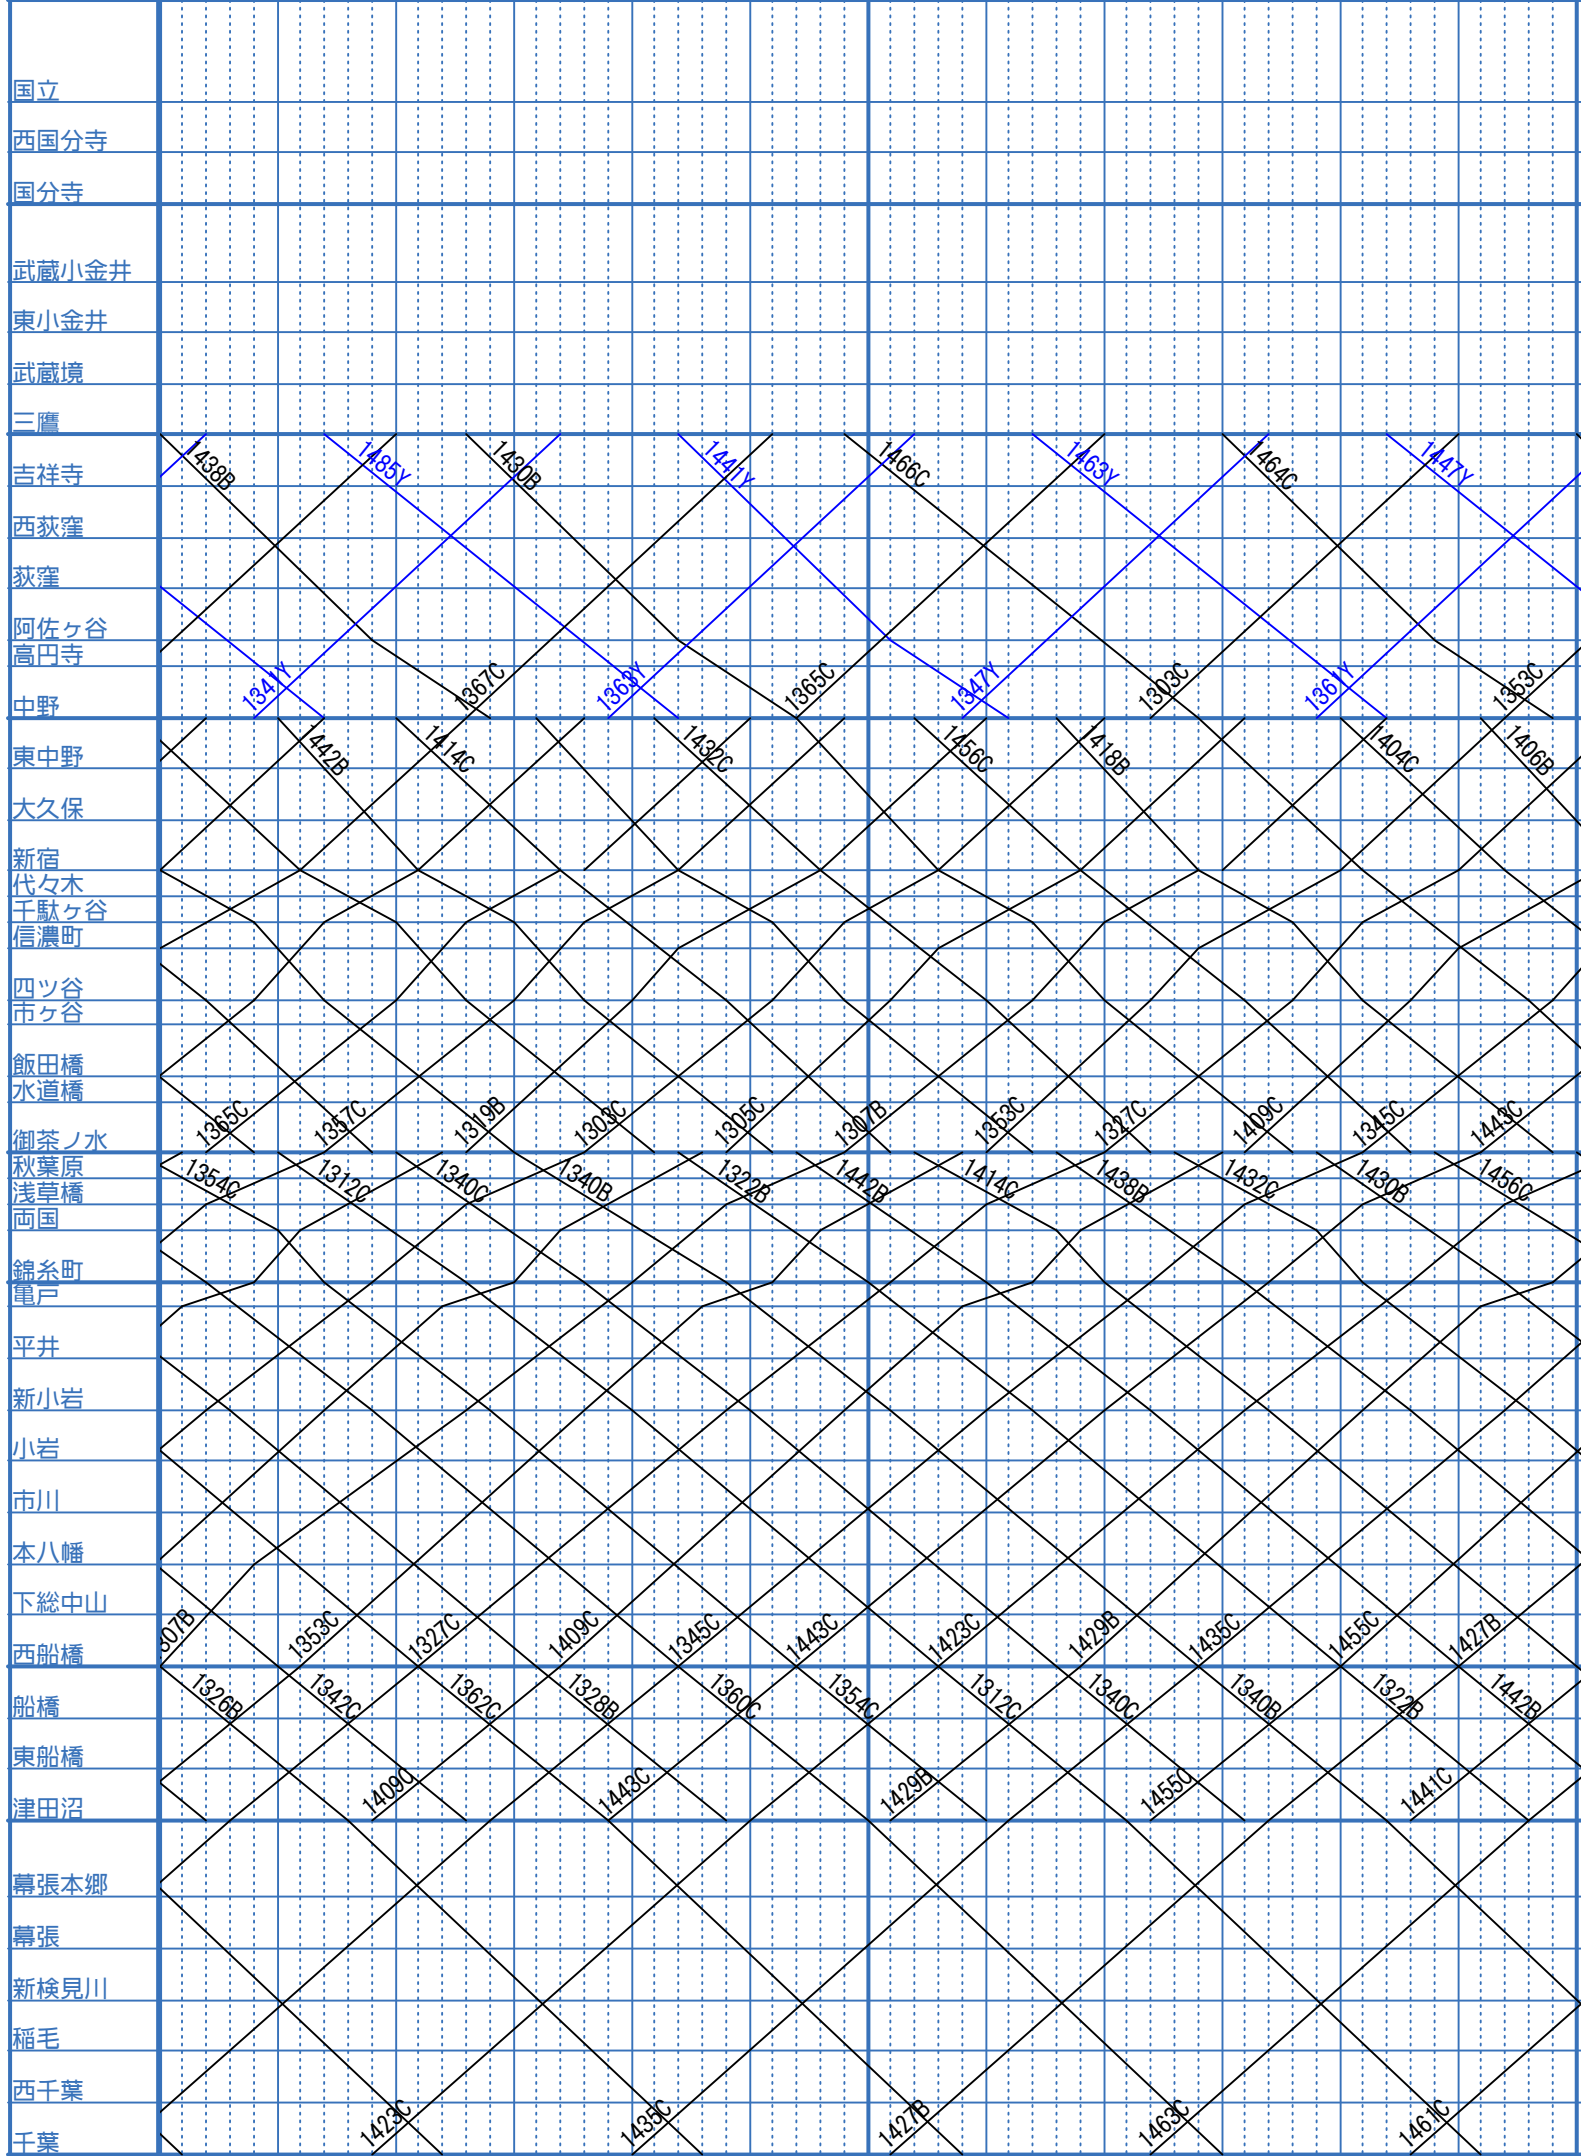 国立
西国分寺
国分寺
武蔵小金井
東小金井
武蔵境
三鷹
1438B 1485Y 1430B 1441Y 1466C 1463Y 1464C 1447Y
吉祥寺
西荻窪
荻窪
阿佐ヶ谷
高円寺
1341Y 1367C 1363Y 1365C 1347Y 1303C 1361Y 1353C
中野
1442B 1414C 1432C 1456C 1418B 1404C 1406B
東中野
大久保
新宿
代々木
千駄ヶ谷
信濃町
四ツ谷
市ヶ谷
飯田橋
水道橋
1365C 1357C 1319B 1303C 1305C 1307B 1353C 1327C 1409C 1345C 1443C
御茶ノ水
秋葉原
1354C 1312C 1340C 1340B 1322B 1442B 1414C 1438B 1432C 1430B 1456C
浅草橋
両国
錦糸町
亀戸
平井
新小岩
小岩
市川
本八幡
下総中山
307B 1353C 1327C 1409C 1345C 1443C 1423C 1429B 1435C 1455C 1427B
西船橋
1326B 1342C 1362C 1328B 1360C 1354C 1312C 1340C 1340B 1322B 1442B
船橋
東船橋
1409C 1443C 1429B 1455C 1441C
津田沼
幕張本郷
幕張
新検見川
稲毛
西千葉
1423C 1435C 1427B 1463C 1461C
千葉